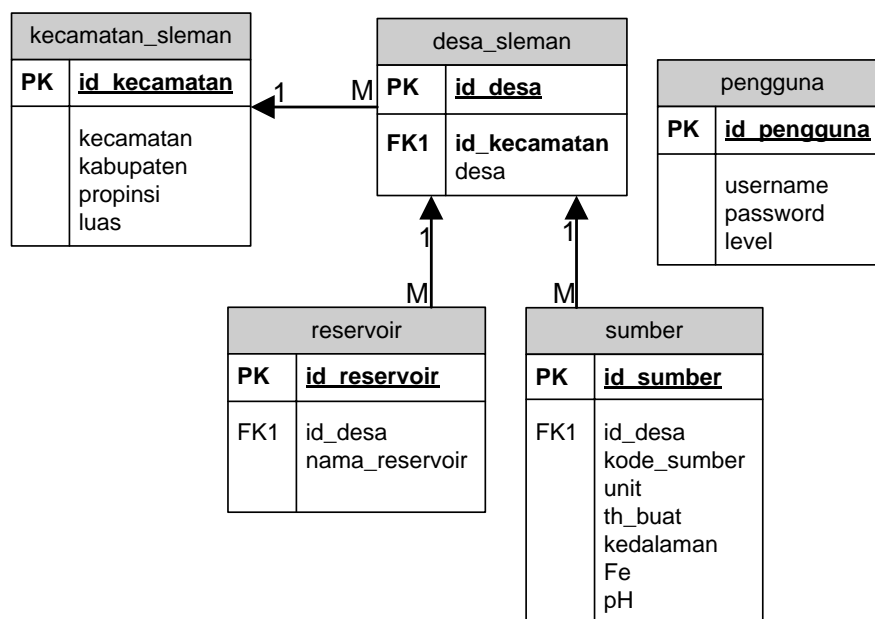 kecamatan_sleman
PK id_kecamatan
kecamatan
kabupaten
propinsi
luas
1 M
desa_sleman
PK id_desa
FK1 id_kecamatan
desa
pengguna
PK id_pengguna
username
password
level
1
M
1
M
reservoir
PK id_reservoir
FK1 id_desa
nama_reservoir
sumber
PK id_sumber
FK1 id_desa
kode_sumber
unit
th_buat
kedalaman
Fe
pH